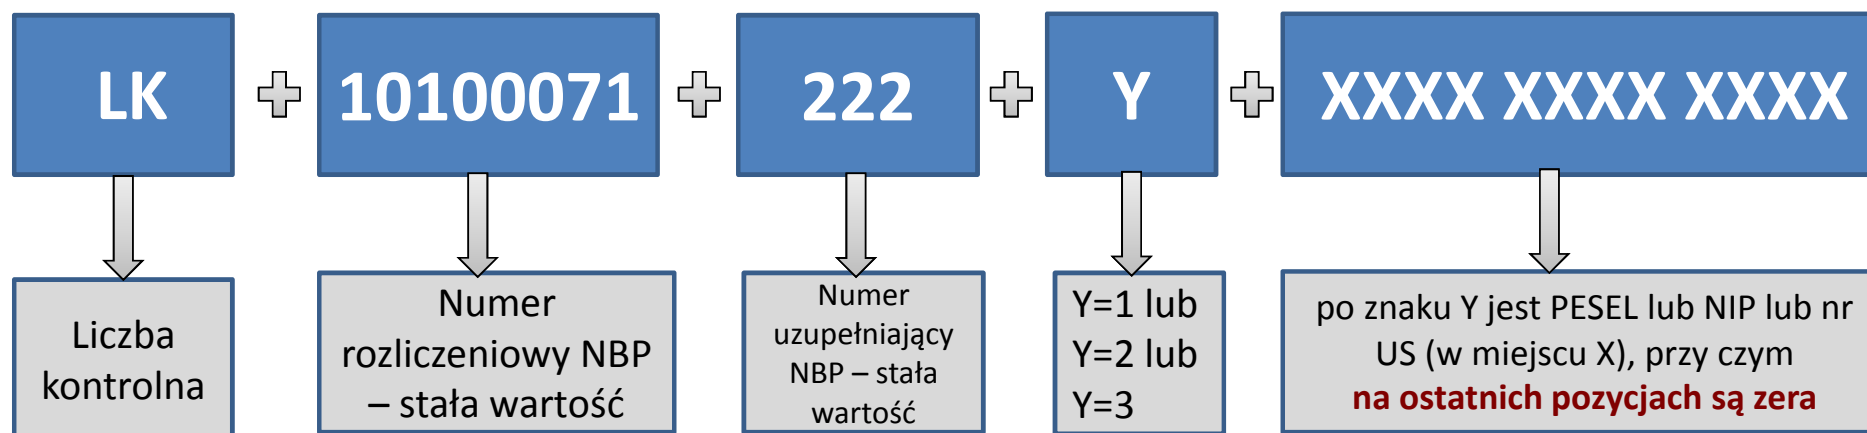 LK + 10100071 + 222 + Y + XXXX XXXX XXXX
Liczba
kontrolna
Numer
rozliczeniowy NBP
– stała wartość
Numer
uzupełniający
NBP – stała
wartość
Y=1 lub
Y=2 lub
Y=3
po znaku Y jest PESEL lub NIP lub nr
US (w miejscu X), przy czym
na ostatnich pozycjach są zera